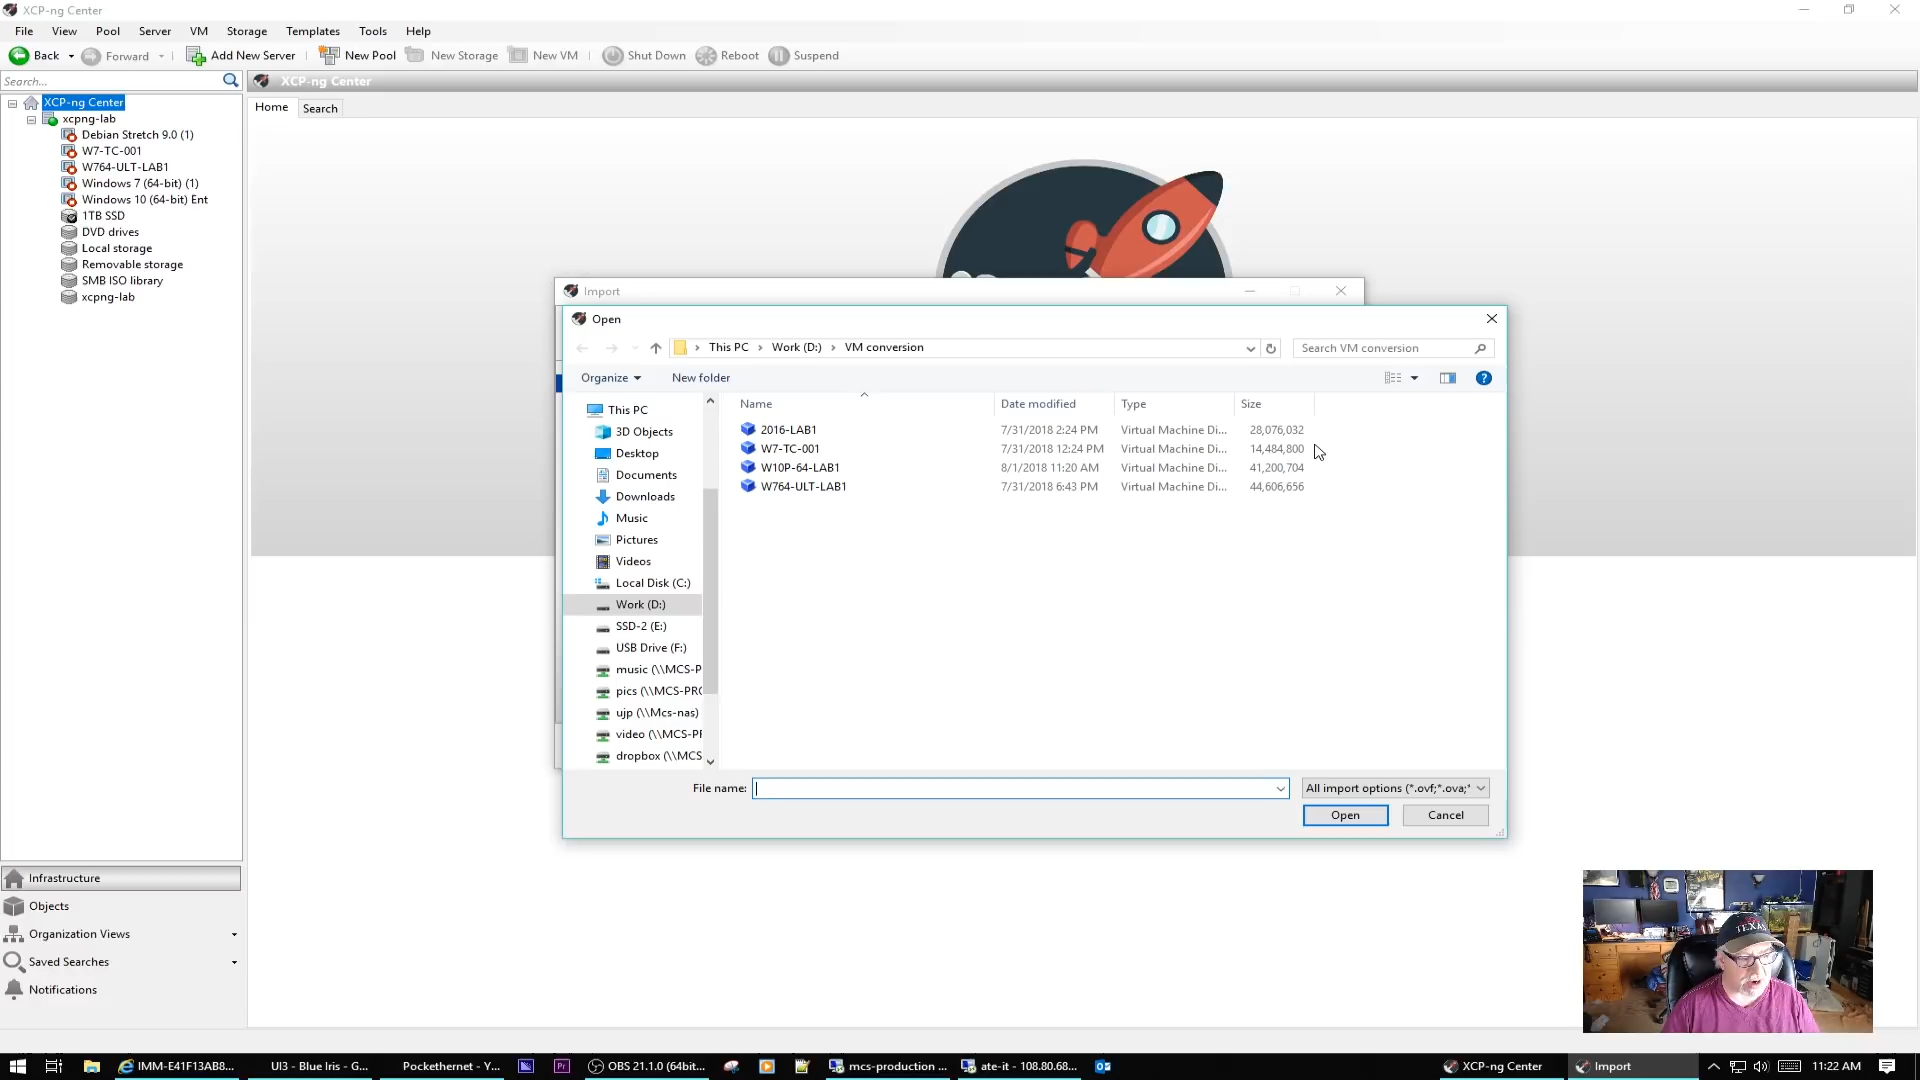 XCP-ng Center
File View Pool Server VM Storage Templates Tools Help
Back Forward Add New Server New Pool New Storage New VM Shut Down Reboot Suspend
Search...
XCP-ng Center
Home Search
XCP-ng Center
xcpng-lab
Debian Stretch 9.0 (1)
W7-TC-001
W764-ULT-LAB1
Windows 7 (64-bit) (1)
Windows 10 (64-bit) Ent
1TB SSD
DVD drives
Local storage
Removable storage
SMB ISO library
xcpng-lab
Import
Open
This PC > Work (D:) > VM conversion
Search VM conversion
Organize New folder
Name Date modified Type Size
2016-LAB1 7/31/2018 2:24 PM Virtual Machine Di... 28,076,032
W7-TC-001 7/31/2018 12:24 PM Virtual Machine Di... 14,484,800
W10P-64-LAB1 8/1/2018 11:20 AM Virtual Machine Di... 41,200,704
W764-ULT-LAB1 7/31/2018 6:43 PM Virtual Machine Di... 44,606,656
This PC
3D Objects
Desktop
Documents
Downloads
Music
Pictures
Videos
Local Disk (C:)
Work (D:)
SSD-2 (E:)
USB Drive (F:)
music (\\MCS-P
pics (\\MCS-PRO
ujp (\\Mcs-nas)
video (\\MCS-PI
dropbox (\\MCS
File name:
All import options (*.ovf;*.ova;*
Open Cancel
Infrastructure
Objects
Organization Views
Saved Searches
Notifications
TEXAS
IMM-E41F13AB8... UI3 - Blue Iris - G... Pockethernet - Y... Pr OBS 21.1.0 (64bit... mcs-production ... ate-it - 108.80.68... XCP-ng Center Import 11:22 AM